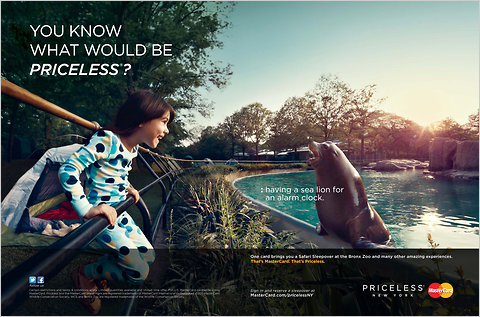 YOU KNOW
WHAT WOULD BE
PRICELESS®?
: having a sea lion for
an alarm clock.
One card brings you a Safari Sleepover at the Bronx Zoo and many other amazing experiences.
That's MasterCard. That's Priceless.
Follow us
Sign in and reserve a sleepover at
MasterCard.com/pricelessNY
PRICELESS
NEW YORK
MasterCard